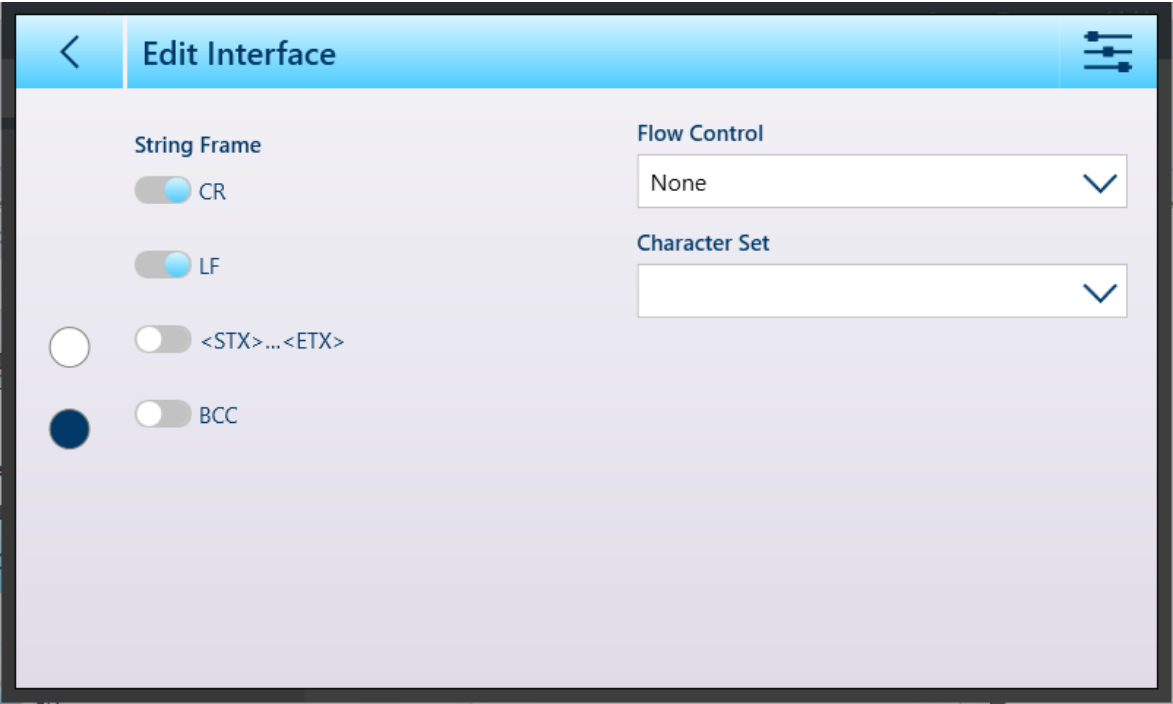 Edit Interface
String Frame
CR
LF
<STX>...<ETX>
BCC
Flow Control
None
Character Set